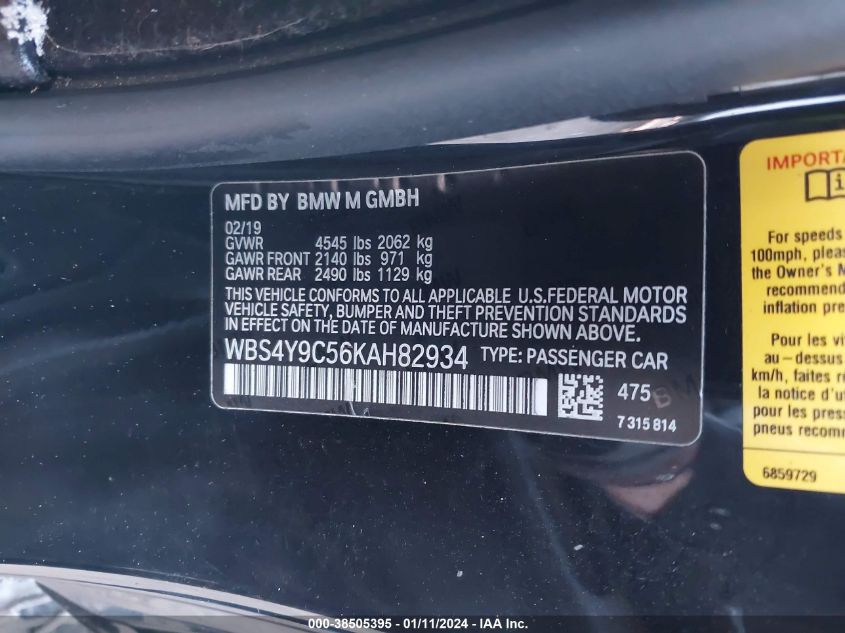 MFD BY BMW M GMBH
02/19
GVWR 4545 lbs 2062 kg
GAWR FRONT 2140 lbs 971 kg
GAWR REAR 2490 lbs 1129 kg
THIS VEHICLE CONFORMS TO ALL APPLICABLE U.S.FEDERAL MOTOR
VEHICLE SAFETY, BUMPER AND THEFT PREVENTION STANDARDS
IN EFFECT ON THE DATE OF MANUFACTURE SHOWN ABOVE.
WBS4Y9C56KAH82934 TYPE: PASSENGER CAR
475
7 315 814
IMPORTA
For speeds
100mph, pleas
the Owner's M
recommend
inflation pre
Pour les vi
au-dessus
km/h, faites r
la notice d'u
pour les press
pneus recomm
6859729
000-38505395 - 01/11/2024 - IAA Inc.